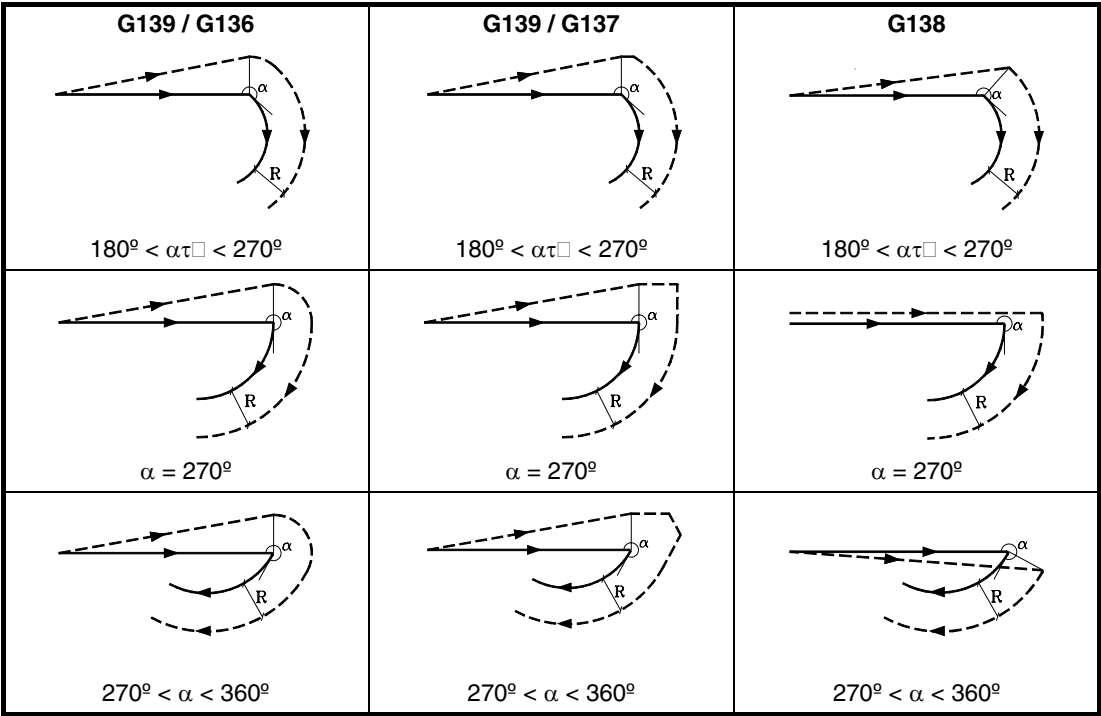 G139 / G136
G139 / G137
G138
α
R
α
R
α
R
180º < ατ□ < 270º
180º < ατ□ < 270º
180º < ατ□ < 270º
α
R
α
R
α
R
α = 270º
α = 270º
α = 270º
α
R
α
R
α
R
270º < α < 360º
270º < α < 360º
270º < α < 360º